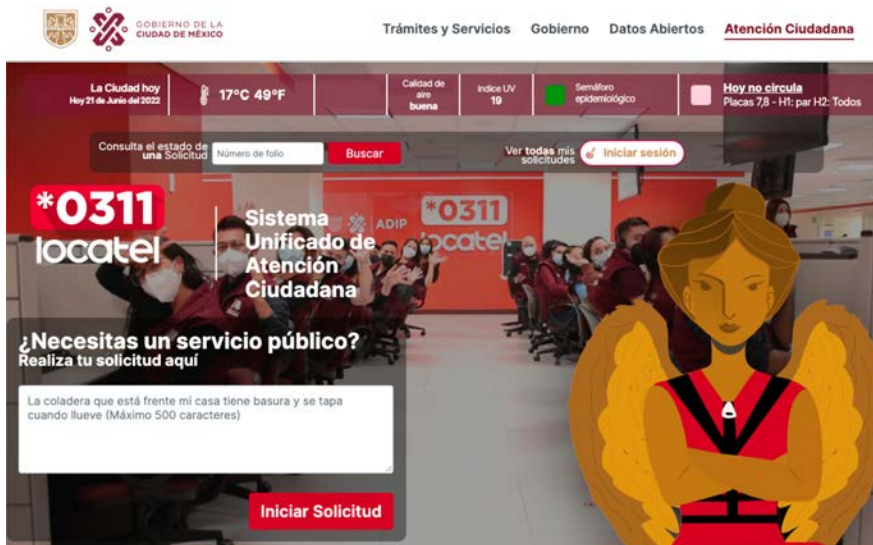 GOBIERNO DE LA
CIUDAD DE MÉXICO
Trámites y Servicios
Gobierno
Datos Abiertos
Atención Ciudadana
La Ciudad hoy
Hoy 21 de Junio del 2022
17°C 49°F
Calidad de
aire
buena
Indice UV
19
Semáforo
epidemiológico
Hoy no circula
Placas 7,8 - H1: par H2: Todos
Consulta el estado de
una Solicitud
Número de folio
Buscar
Ver todas mis
solicitudes
Iniciar sesión
*0311
locatel
Sistema
Unificado de
Atención
Ciudadana
ADIP
*0311
locatel
¿Necesitas un servicio público?
Realiza tu solicitud aquí
La coladera que está frente mi casa tiene basura y se tapa
cuando llueve (Máximo 500 caracteres)
Iniciar Solicitud